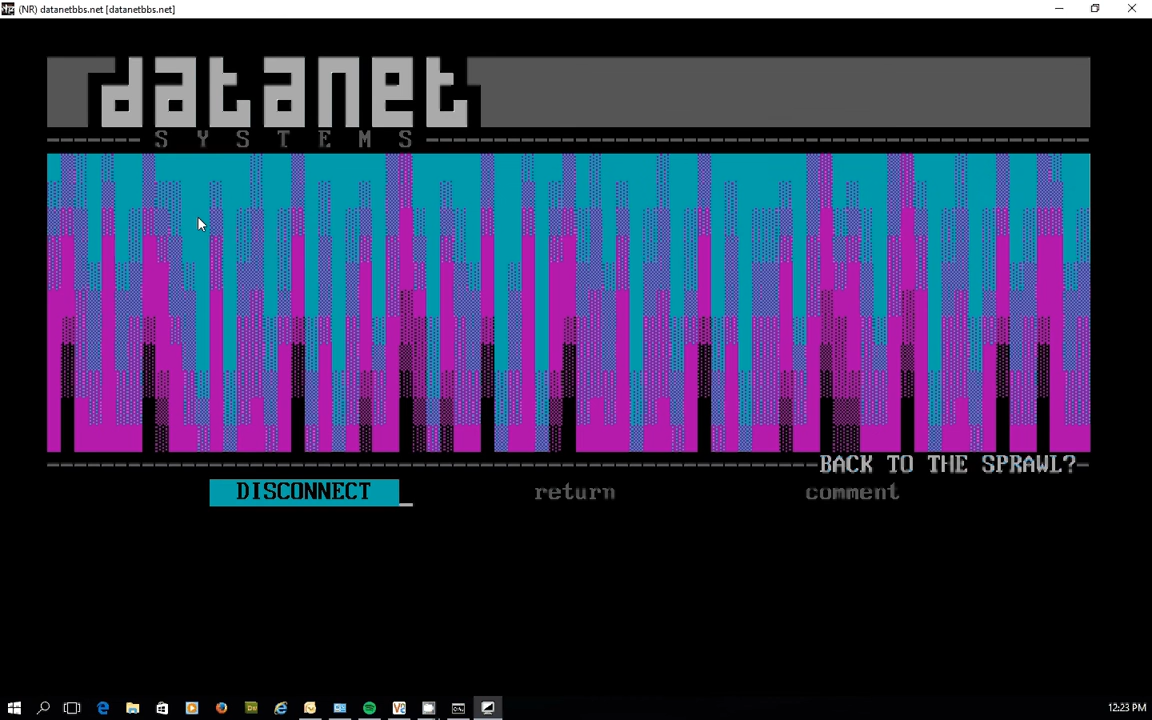 (NR) datanetbbs.net [datanetbbs.net]
datanet
SYSTEMS
BACK TO THE SPRAWL?
DISCONNECT return comment
12:23 PM